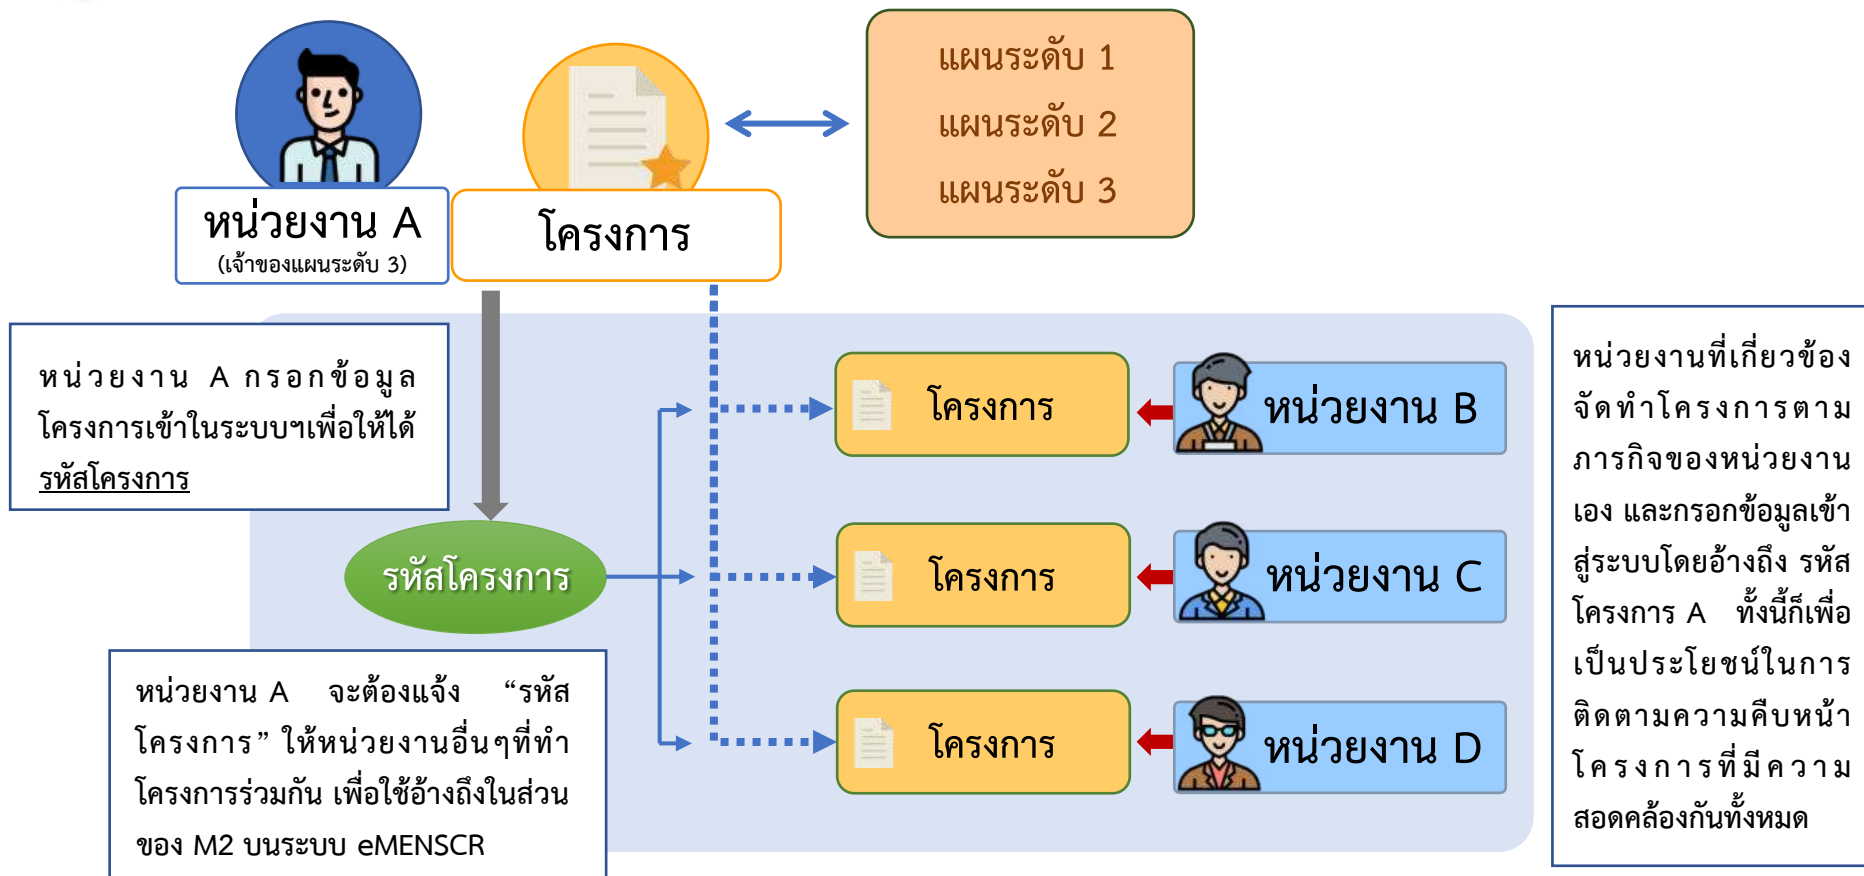 แผนระดับ 1
แผนระดับ 2
แผนระดับ 3
หน่วยงาน A
(เจ้าของแผนระดับ 3)
โครงการ
หน่วยงาน A กรอกข้อมูล
โครงการเข้าในระบบฯเพื่อให้ได้
รหัสโครงการ
รหัสโครงการ
หน่วยงาน A จะต้องแจ้ง “รหัส
โครงการ” ให้หน่วยงานอื่นๆที่ทำ
โครงการร่วมกัน เพื่อใช้อ้างถึงในส่วน
ของ M2 บนระบบ eMENSCR
โครงการ
หน่วยงาน B
โครงการ
หน่วยงาน C
โครงการ
หน่วยงาน D
หน่วยงานที่เกี่ยวข้อง
จัดทำโครงการตาม
ภารกิจของหน่วยงาน
เอง และกรอกข้อมูลเข้า
สู่ระบบโดยอ้างถึง รหัส
โครงการ A ทั้งนี้ก็เพื่อ
เป็นประโยชน์ในการ
ติดตามความคืบหน้า
โครงการที่มีความ
สอดคล้องกันทั้งหมด